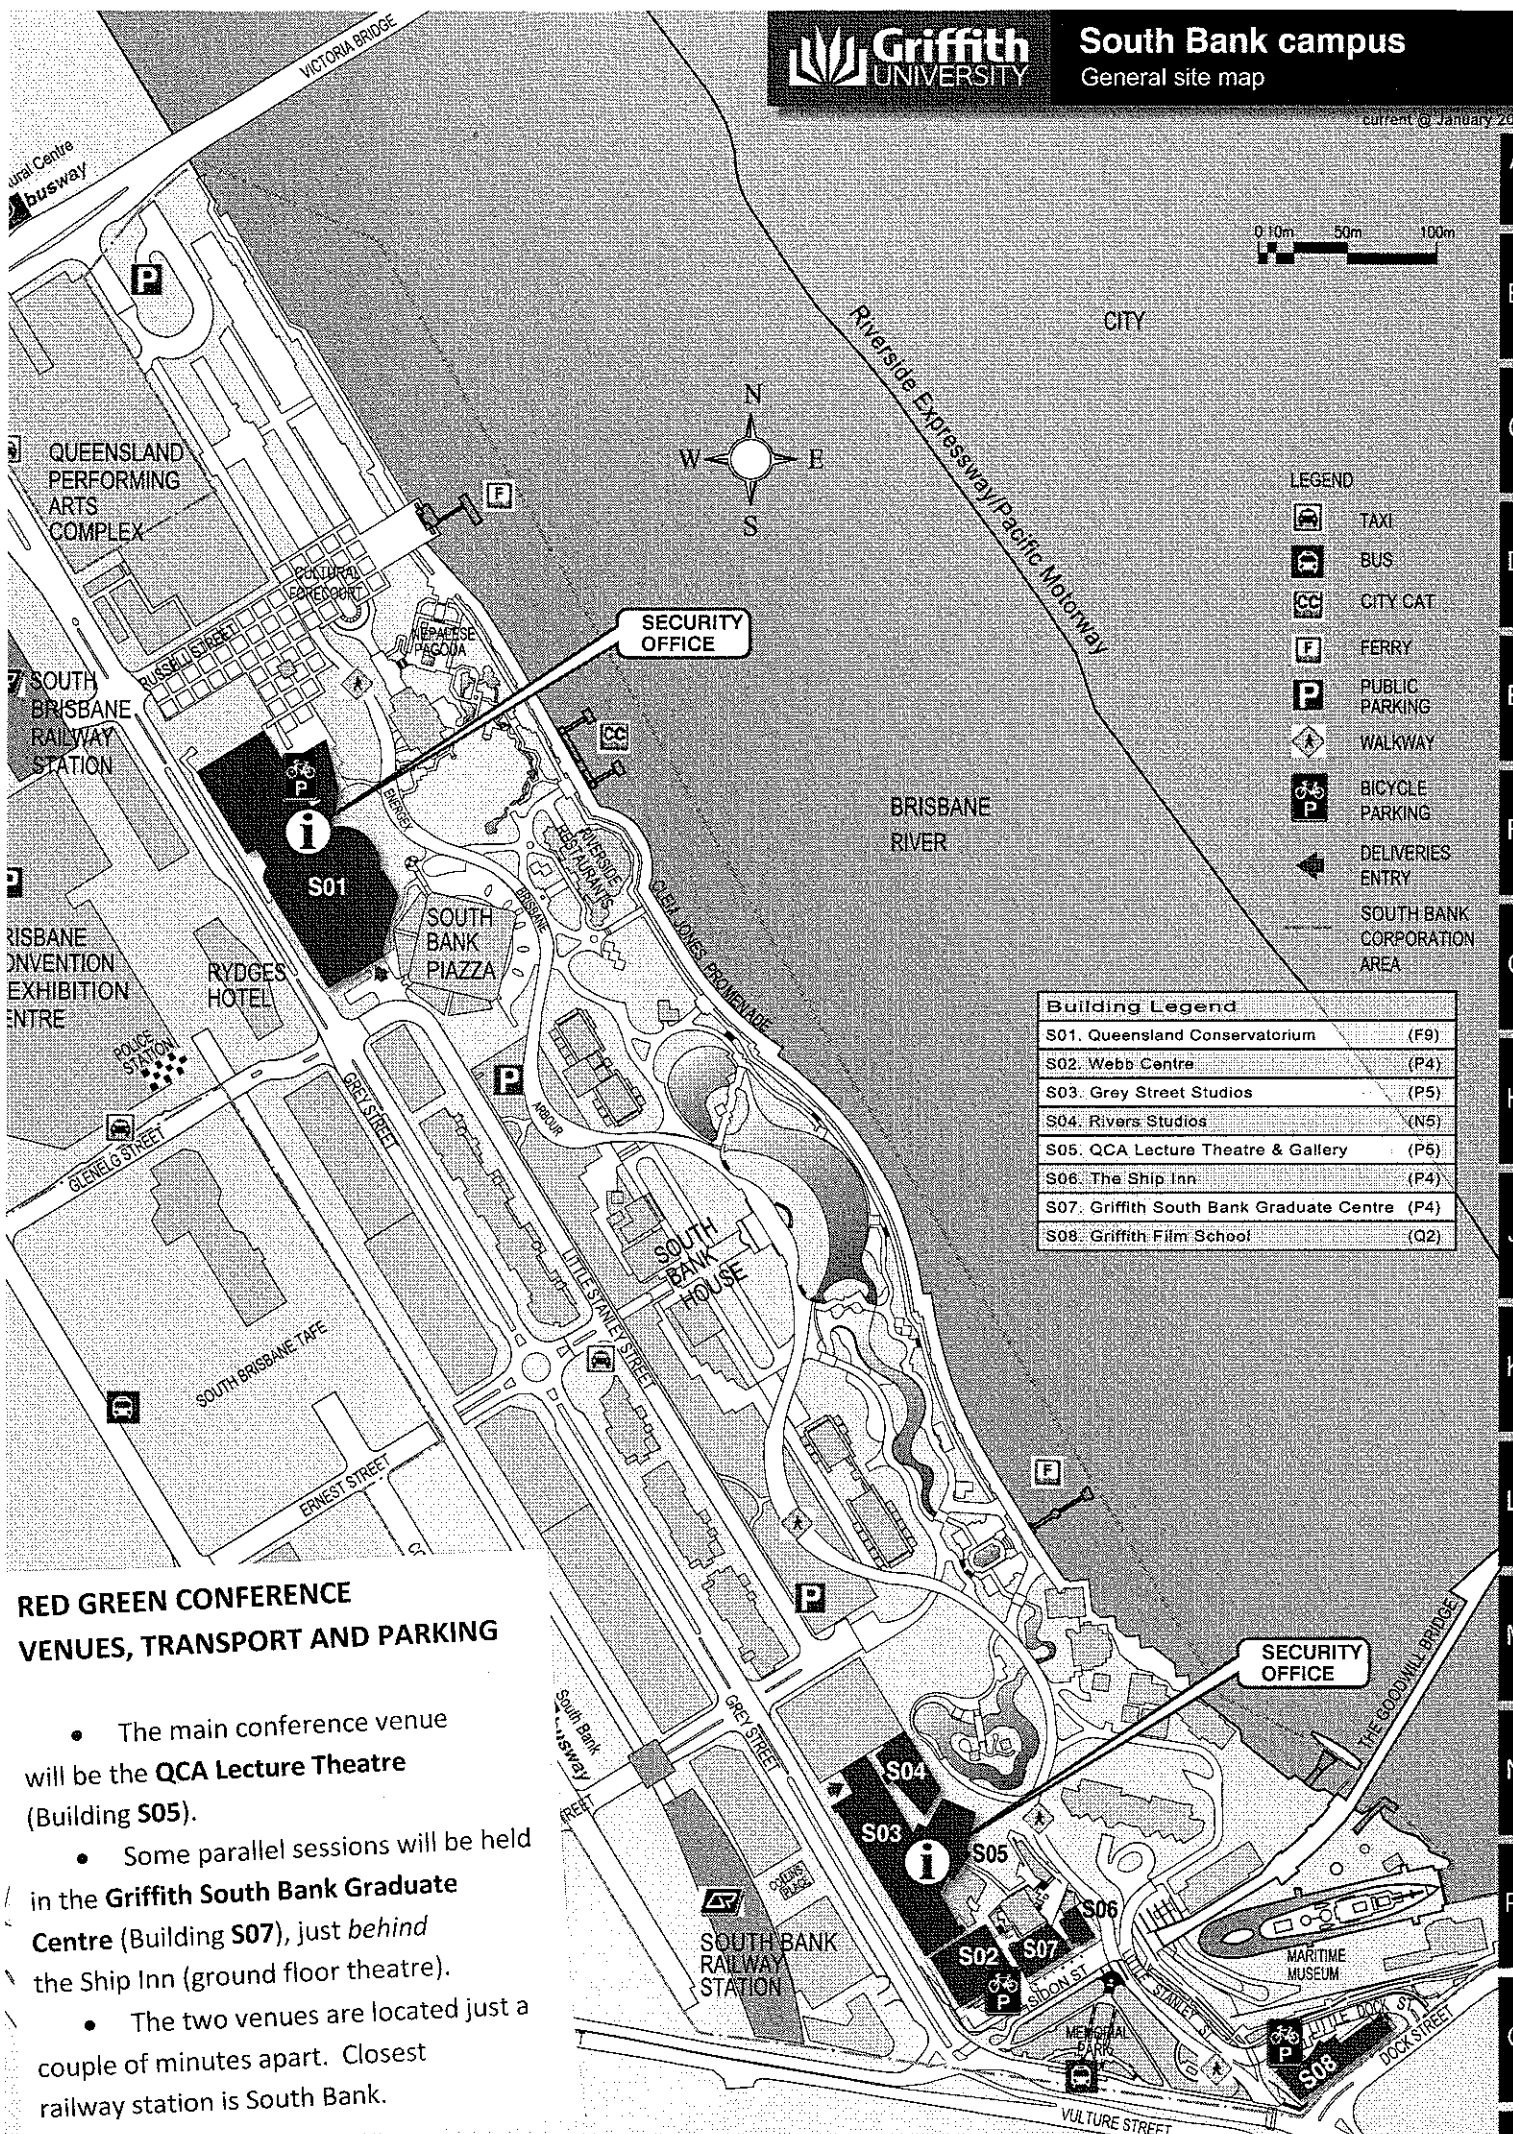 Griffith
UNIVERSITY
South Bank campus
General site map
current @ January 20
VICTORIA BRIDGE
busway
0 10m 50m 100m
CITY
Riverside Expressway/Pacific Motorway
N
W E
S
QUEENSLAND
PERFORMING
ARTS
COMPLEX
F
P
LEGEND
TAXI
BUS
CC CITY CAT
F FERRY
P PUBLIC
PARKING
WALKWAY
P BICYCLE
PARKING
DELIVERIES
ENTRY
SOUTH BANK
CORPORATION
AREA
CULTURAL
FORECOURT
NEPALESE
PAGODA
RUSSELL STREET
SECURITY
OFFICE
SOUTH
BRISBANE
RAILWAY
STATION
CC
P
i
S01
ENERGEX
BRISBANE
ARBOUR
RIVERSIDE
RESTAURANTS
CLEM JONES PROMENADE
BRISBANE
RIVER
SOUTH
BANK
PIAZZA
RYDGES
HOTEL
POLICE
STATION
GREY STREET
GLENELG STREET
P
Building Legend
S01. Queensland Conservatorium (F9)
S02. Webb Centre (P4)
S03. Grey Street Studios (P5)
S04. Rivers Studios (N5)
S05. QCA Lecture Theatre & Gallery (P5)
S06. The Ship Inn (P4)
S07. Griffith South Bank Graduate Centre (P4)
S08. Griffith Film School (Q2)
SOUTH
BANK
HOUSE
LITTLE STANLEY STREET
SOUTH BRISBANE TAFE
ERNEST STREET
F
P
RED GREEN CONFERENCE
VENUES, TRANSPORT AND PARKING
• The main conference venue
will be the QCA Lecture Theatre
(Building S05).
• Some parallel sessions will be held
in the Griffith South Bank Graduate
Centre (Building S07), just behind
the Ship Inn (ground floor theatre).
• The two venues are located just a
couple of minutes apart. Closest
railway station is South Bank.
South Bank
busway
GREY STREET
SECURITY
OFFICE
THE GOODWILL BRIDGE
S04
S03
i
S05
S06
S07
S02
P
COLLINS
PLACE
SOUTH BANK
RAILWAY
STATION
SIDON ST
STANLEY ST
MEMORIAL
PARK
MARITIME
MUSEUM
LITTLE DOCK ST
DOCK STREET
P
S08
VULTURE STREET